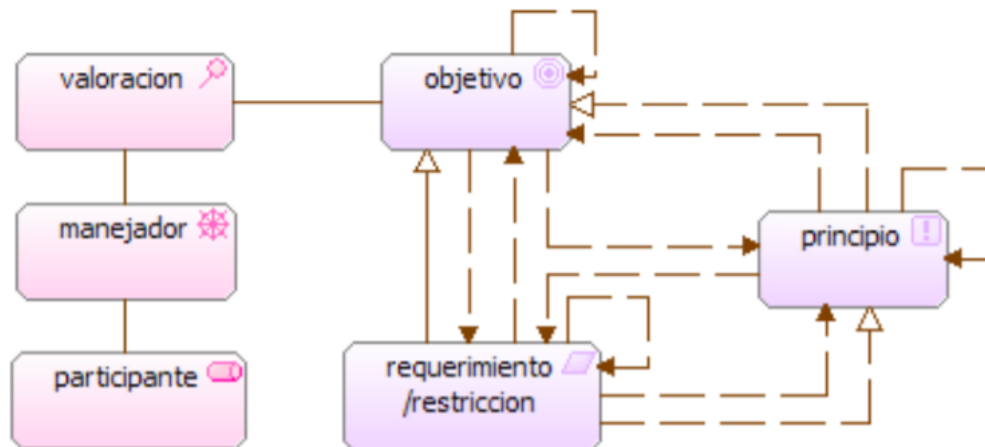 valoracion
objetivo
manejador
principio
participante
requerimiento
/restriccion